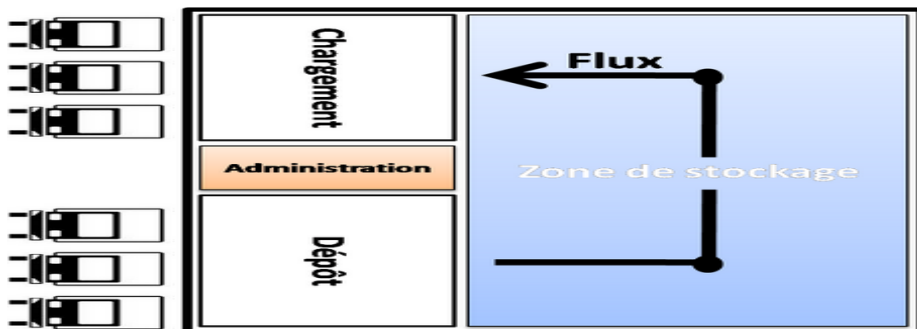 Chargement
Flux
Administration
Zone de stockage
Dépôt